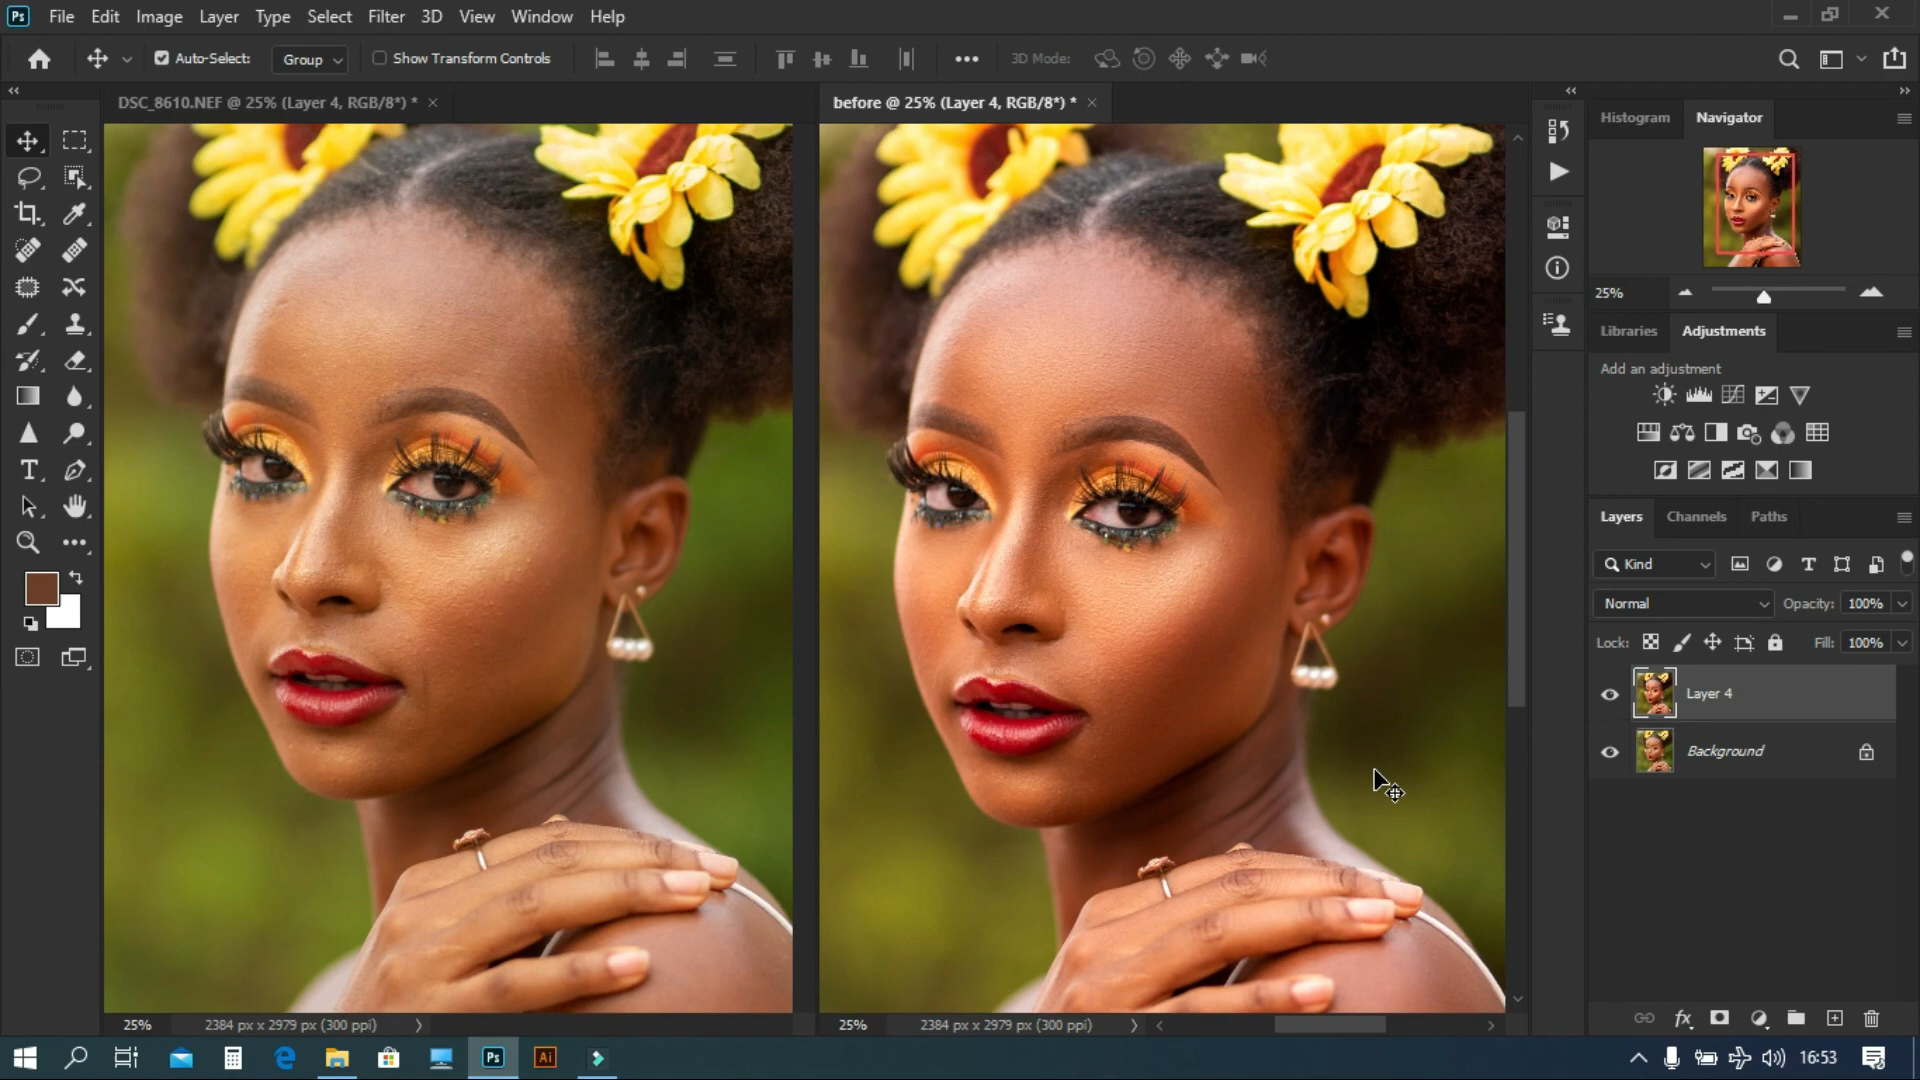 Ps File Edit Image Layer Type Select Filter 3D View Window Help
Auto-Select: Group Show Transform Controls 3D Mode:
DSC_8610.NEF @ 25% (Layer 4, RGB/8*) *
before @ 25% (Layer 4, RGB/8*) *
Histogram Navigator
25%
Libraries Adjustments
Add an adjustment
Layers Channels Paths
Kind
Normal Opacity: 100%
Lock: Fill: 100%
Layer 4
Background
25% 2384 px x 2979 px (300 ppi)
25% 2384 px x 2979 px (300 ppi)
Ps Ai 16:53